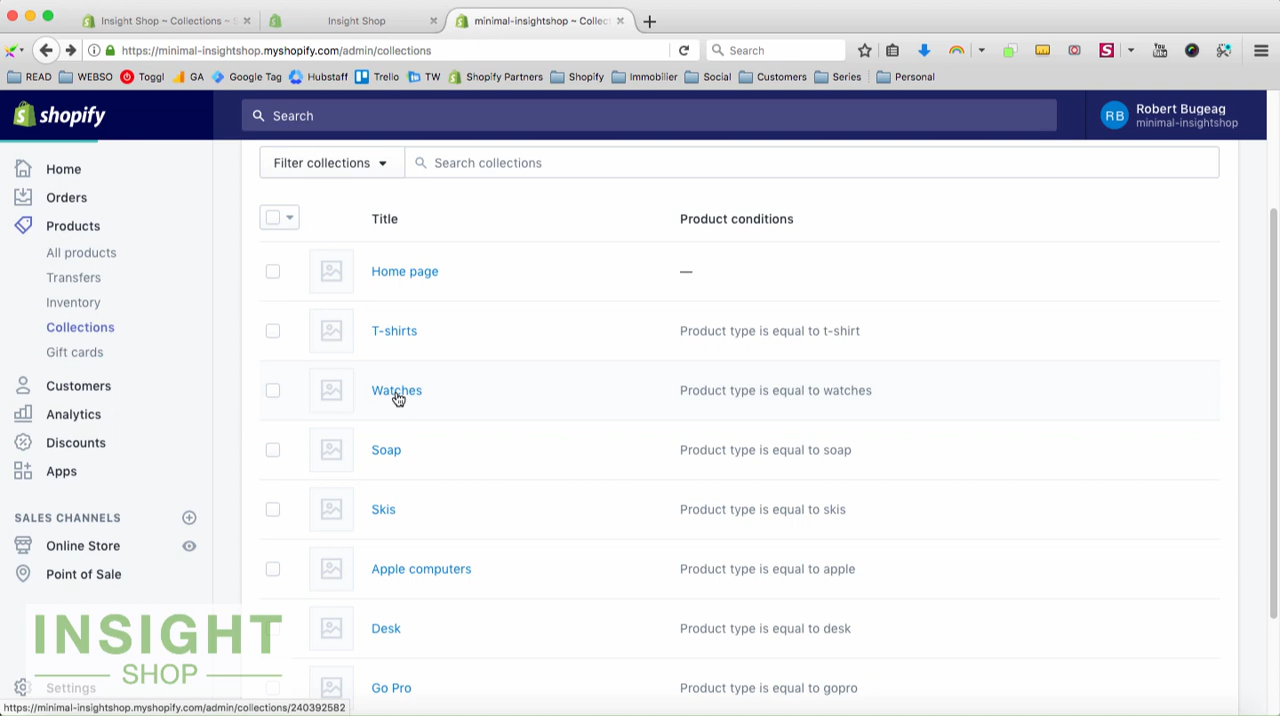 Insight Shop ~ Collections ~ S
Insight Shop
minimal-insightshop ~ Collect
https://minimal-insightshop.myshopify.com/admin/collections
Search
READ
WEBSO
Toggl
GA
Google Tag
Hubstaff
Trello
TW
Shopify Partners
Shopify
Immobilier
Social
Customers
Series
Personal
shopify
Search
RB
Robert Bugeag
minimal-insightshop
Home
Orders
Products
All products
Transfers
Inventory
Collections
Gift cards
Customers
Analytics
Discounts
Apps
SALES CHANNELS
Online Store
Point of Sale
Settings
Filter collections
Search collections
Title Product conditions
Home page —
T-shirts Product type is equal to t-shirt
Watches Product type is equal to watches
Soap Product type is equal to soap
Skis Product type is equal to skis
Apple computers Product type is equal to apple
Desk Product type is equal to desk
Go Pro Product type is equal to gopro
INSIGHT
SHOP
https://minimal-insightshop.myshopify.com/admin/collections/240392582